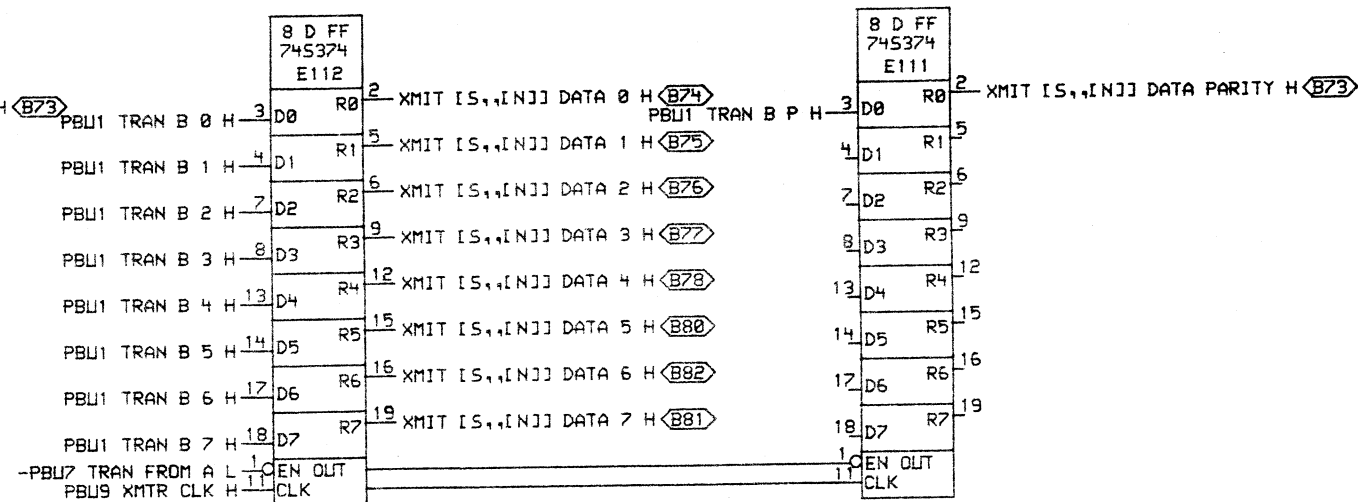 8 D FF
74S374
E112
8 D FF
74S374
E111
H B73
PBU1 TRAN B 0 H 3 D0 R0 2 XMIT [S,,[N]] DATA 0 H B74
PBU1 TRAN B P H 3 D0 R0 2 XMIT [S,,[N]] DATA PARITY H B73
PBU1 TRAN B 1 H 4 D1 R1 5 XMIT [S,,[N]] DATA 1 H B75
4 D1 R1 5
PBU1 TRAN B 2 H 7 D2 R2 6 XMIT [S,,[N]] DATA 2 H B76
7 D2 R2 6
PBU1 TRAN B 3 H 8 D3 R3 9 XMIT [S,,[N]] DATA 3 H B77
8 D3 R3 9
PBU1 TRAN B 4 H 13 D4 R4 12 XMIT [S,,[N]] DATA 4 H B78
13 D4 R4 12
PBU1 TRAN B 5 H 14 D5 R5 15 XMIT [S,,[N]] DATA 5 H B80
14 D5 R5 15
PBU1 TRAN B 6 H 17 D6 R6 16 XMIT [S,,[N]] DATA 6 H B82
17 D6 R6 16
PBU1 TRAN B 7 H 18 D7 R7 19 XMIT [S,,[N]] DATA 7 H B81
18 D7 R7 19
-PBU7 TRAN FROM A L 1 EN OUT
1 EN OUT
PBU9 XMTR CLK H 11 CLK
11 CLK